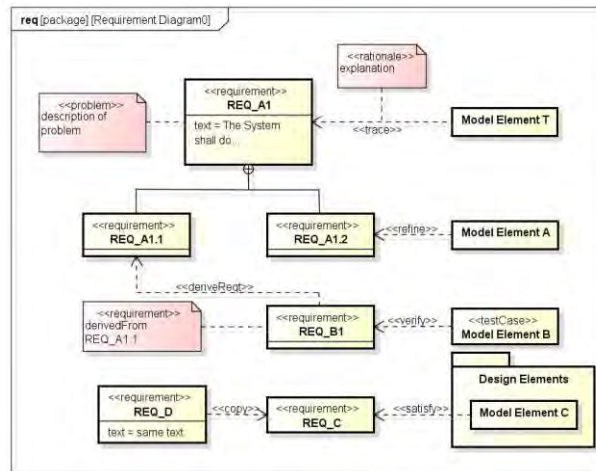 req [package] [Requirement Diagram0]
<<rationale>>
explanation
<<requirement>>
REQ_A1
text = The System
shall do...
<<problem>>
description of
problem
<<trace>>
Model Element T
<<requirement>>
REQ_A1.1
<<requirement>>
REQ_A1.2
<<refine>>
Model Element A
<<deriveReqt>>
<<requirement>>
derivedFrom
REQ_A1.1
<<requirement>>
REQ_B1
<<verify>>
<<testCase>>
Model Element B
Design Elements
<<requirement>>
REQ_D
text = same text
<<copy>>
<<requirement>>
REQ_C
<<satisfy>>
Model Element C